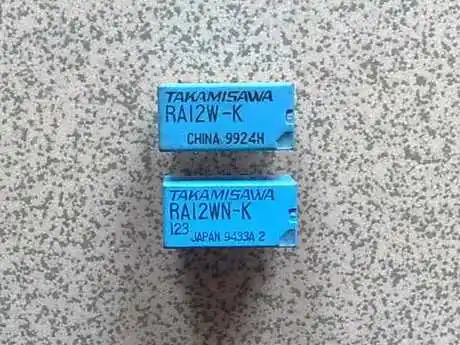 TAKAMISAWA
RA12W-K
CHINA 9924H
TAKAMISAWA
RA12WN-K
123
JAPAN 9433A 2